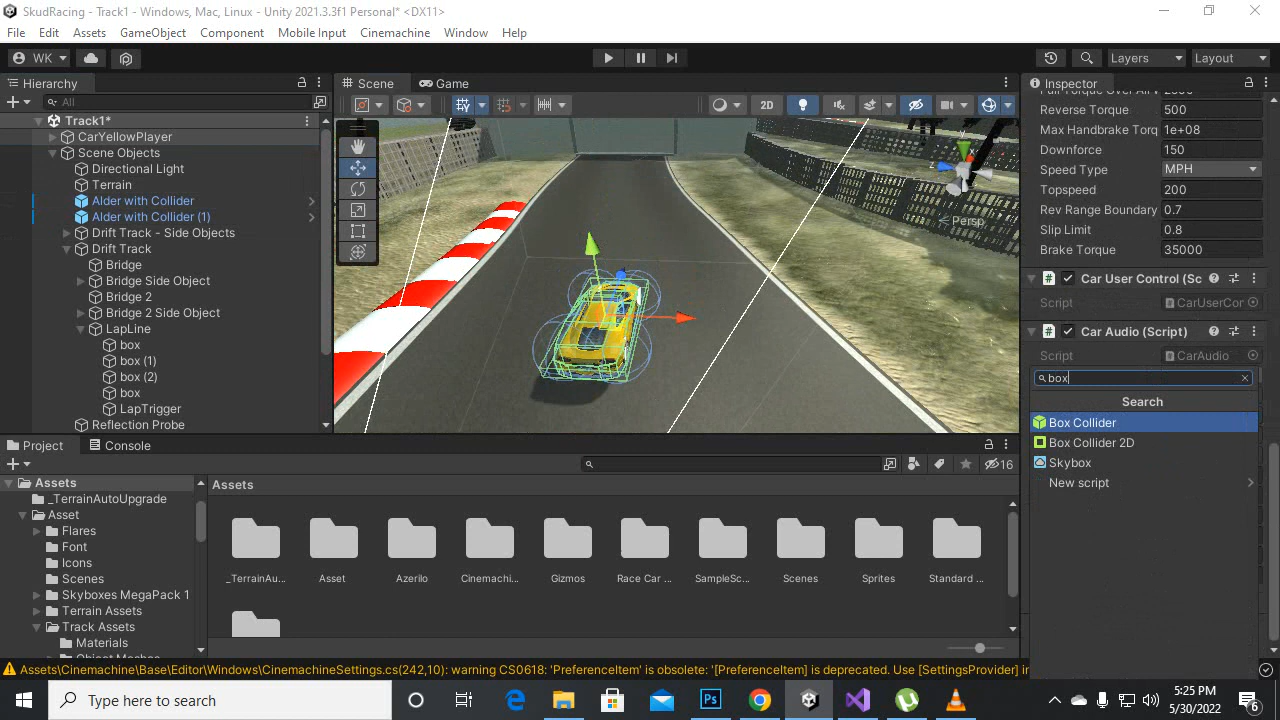 SkudRacing - Track1 - Windows, Mac, Linux - Unity 2021.3.3f1 Personal* <DX11>
File Edit Assets GameObject Component Mobile Input Cinemachine Window Help
WK Layers Layout
Hierarchy
All
Track1*
CarYellowPlayer
Scene Objects
Directional Light
Terrain
Alder with Collider
Alder with Collider (1)
Drift Track - Side Objects
Drift Track
Bridge
Bridge Side Object
Bridge 2
Bridge 2 Side Object
LapLine
box
box (1)
box (2)
box
LapTrigger
Reflection Probe
Scene Game
2D
y
x
z
Persp
Inspector
Reverse Torque 500
Max Handbrake Torq 1e+08
Downforce 150
Speed Type MPH
Topspeed 200
Rev Range Boundary 0.7
Slip Limit 0.8
Brake Torque 35000
# Car User Control (Sc
Script CarUserCor
# Car Audio (Script)
Script CarAudio
box
Search
Box Collider
Box Collider 2D
Skybox
New script
Project Console
16
Assets
_TerrainAutoUpgrade
Asset
Flares
Font
Icons
Scenes
Skyboxes MegaPack 1
Terrain Assets
Track Assets
Materials
Assets
_TerrainAu... Asset Azerilo Cinemachi... Gizmos Race Car ... SampleSc... Scenes Sprites Standard ...
Assets\Cinemachine\Base\Editor\Windows\CinemachineSettings.cs(242,10): warning CS0618: 'PreferenceItem' is obsolete: '[PreferenceItem] is deprecated. Use [SettingsProvider] in
Type here to search
Ps
5:25 PM
5/30/2022
6